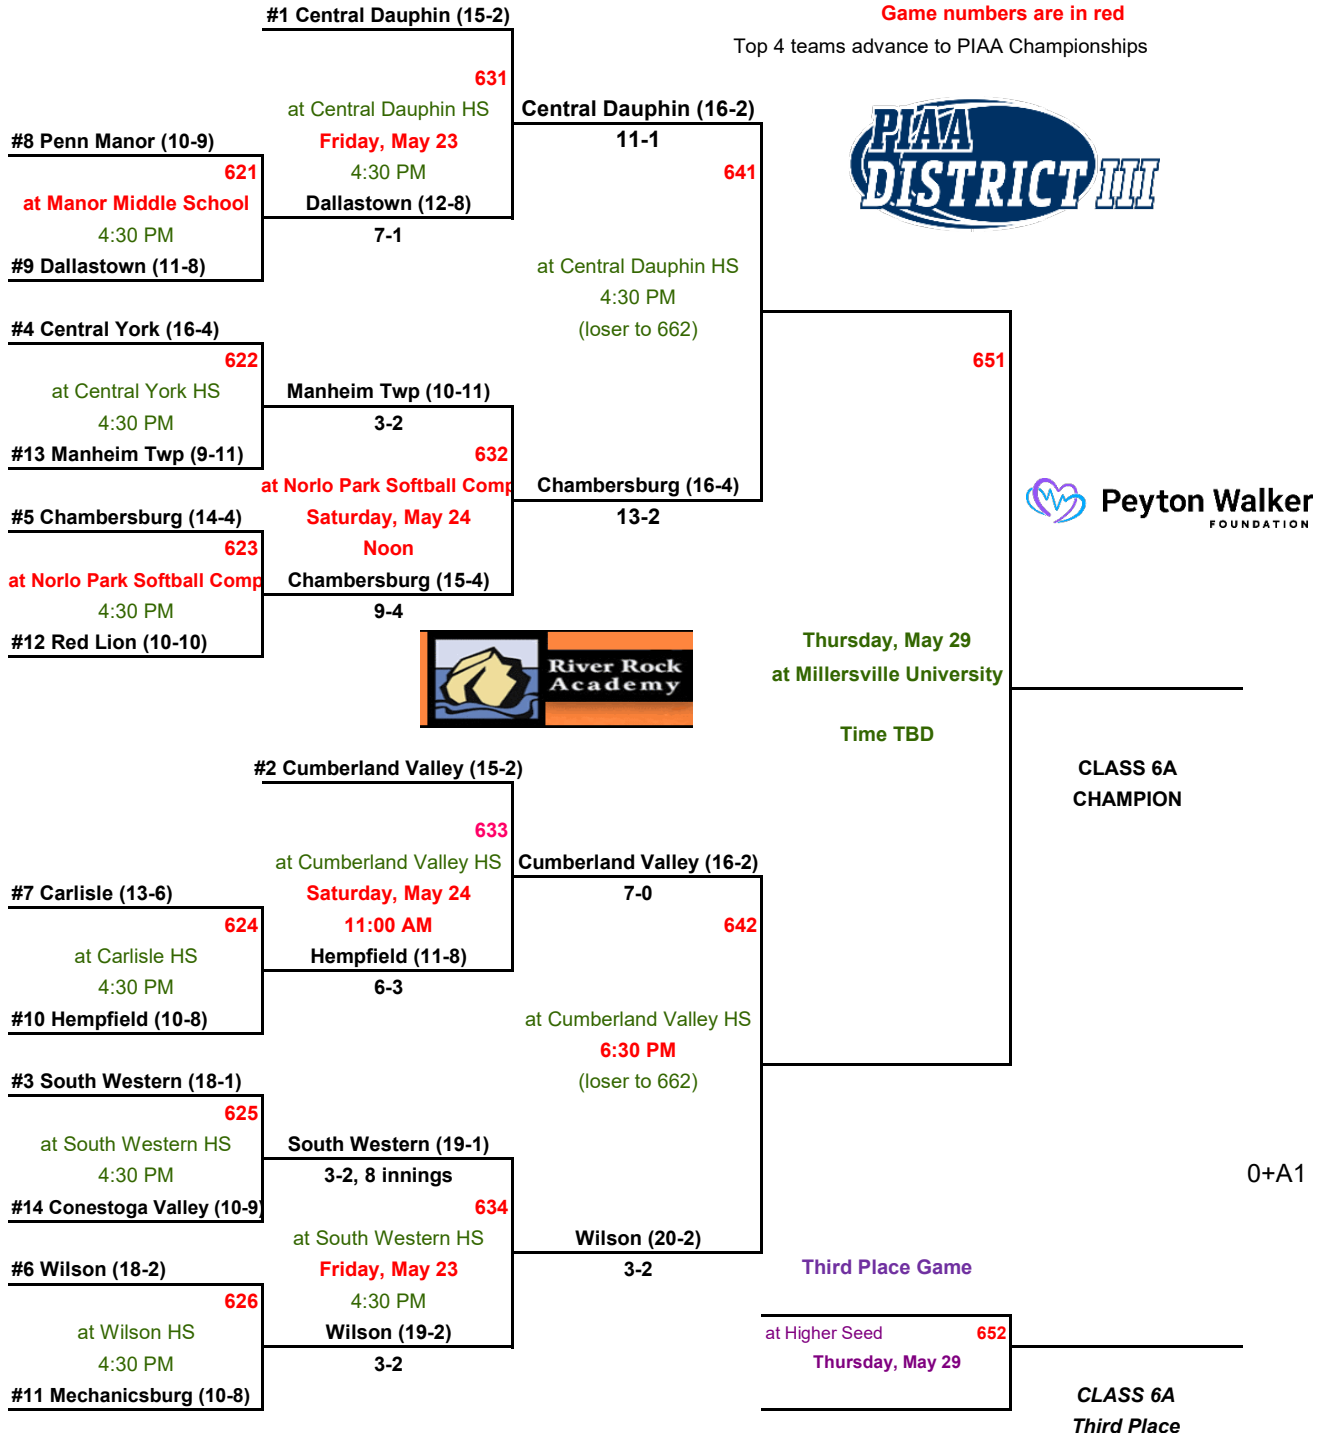 #1 Central Dauphin (15-2)
Game numbers are in red
Top 4 teams advance to PIAA Championships
631
at Central Dauphin HS
Central Dauphin (16-2)
#8 Penn Manor (10-9)
Friday, May 23
11-1
PIAA
DISTRICT III
621
4:30 PM
641
at Manor Middle School
Dallastown (12-8)
4:30 PM
7-1
#9 Dallastown (11-8)
at Central Dauphin HS
4:30 PM
#4 Central York (16-4)
(loser to 662)
622
651
at Central York HS
Manheim Twp (10-11)
4:30 PM
3-2
#13 Manheim Twp (9-11)
632
at Norlo Park Softball Comp
Chambersburg (16-4)
Peyton Walker
FOUNDATION
#5 Chambersburg (14-4)
Saturday, May 24
13-2
623
Noon
at Norlo Park Softball Comp
Chambersburg (15-4)
4:30 PM
9-4
#12 Red Lion (10-10)
River Rock
Academy
Thursday, May 29
at Millersville University
Time TBD
#2 Cumberland Valley (15-2)
CLASS 6A
CHAMPION
633
at Cumberland Valley HS
Cumberland Valley (16-2)
#7 Carlisle (13-6)
Saturday, May 24
7-0
624
11:00 AM
642
at Carlisle HS
Hempfield (11-8)
4:30 PM
6-3
#10 Hempfield (10-8)
at Cumberland Valley HS
6:30 PM
#3 South Western (18-1)
(loser to 662)
625
at South Western HS
South Western (19-1)
4:30 PM
3-2, 8 innings
0+A1
#14 Conestoga Valley (10-9)
634
at South Western HS
Wilson (20-2)
#6 Wilson (18-2)
Friday, May 23
3-2
Third Place Game
626
4:30 PM
at Wilson HS
Wilson (19-2)
at Higher Seed
652
4:30 PM
3-2
Thursday, May 29
#11 Mechanicsburg (10-8)
CLASS 6A
Third Place